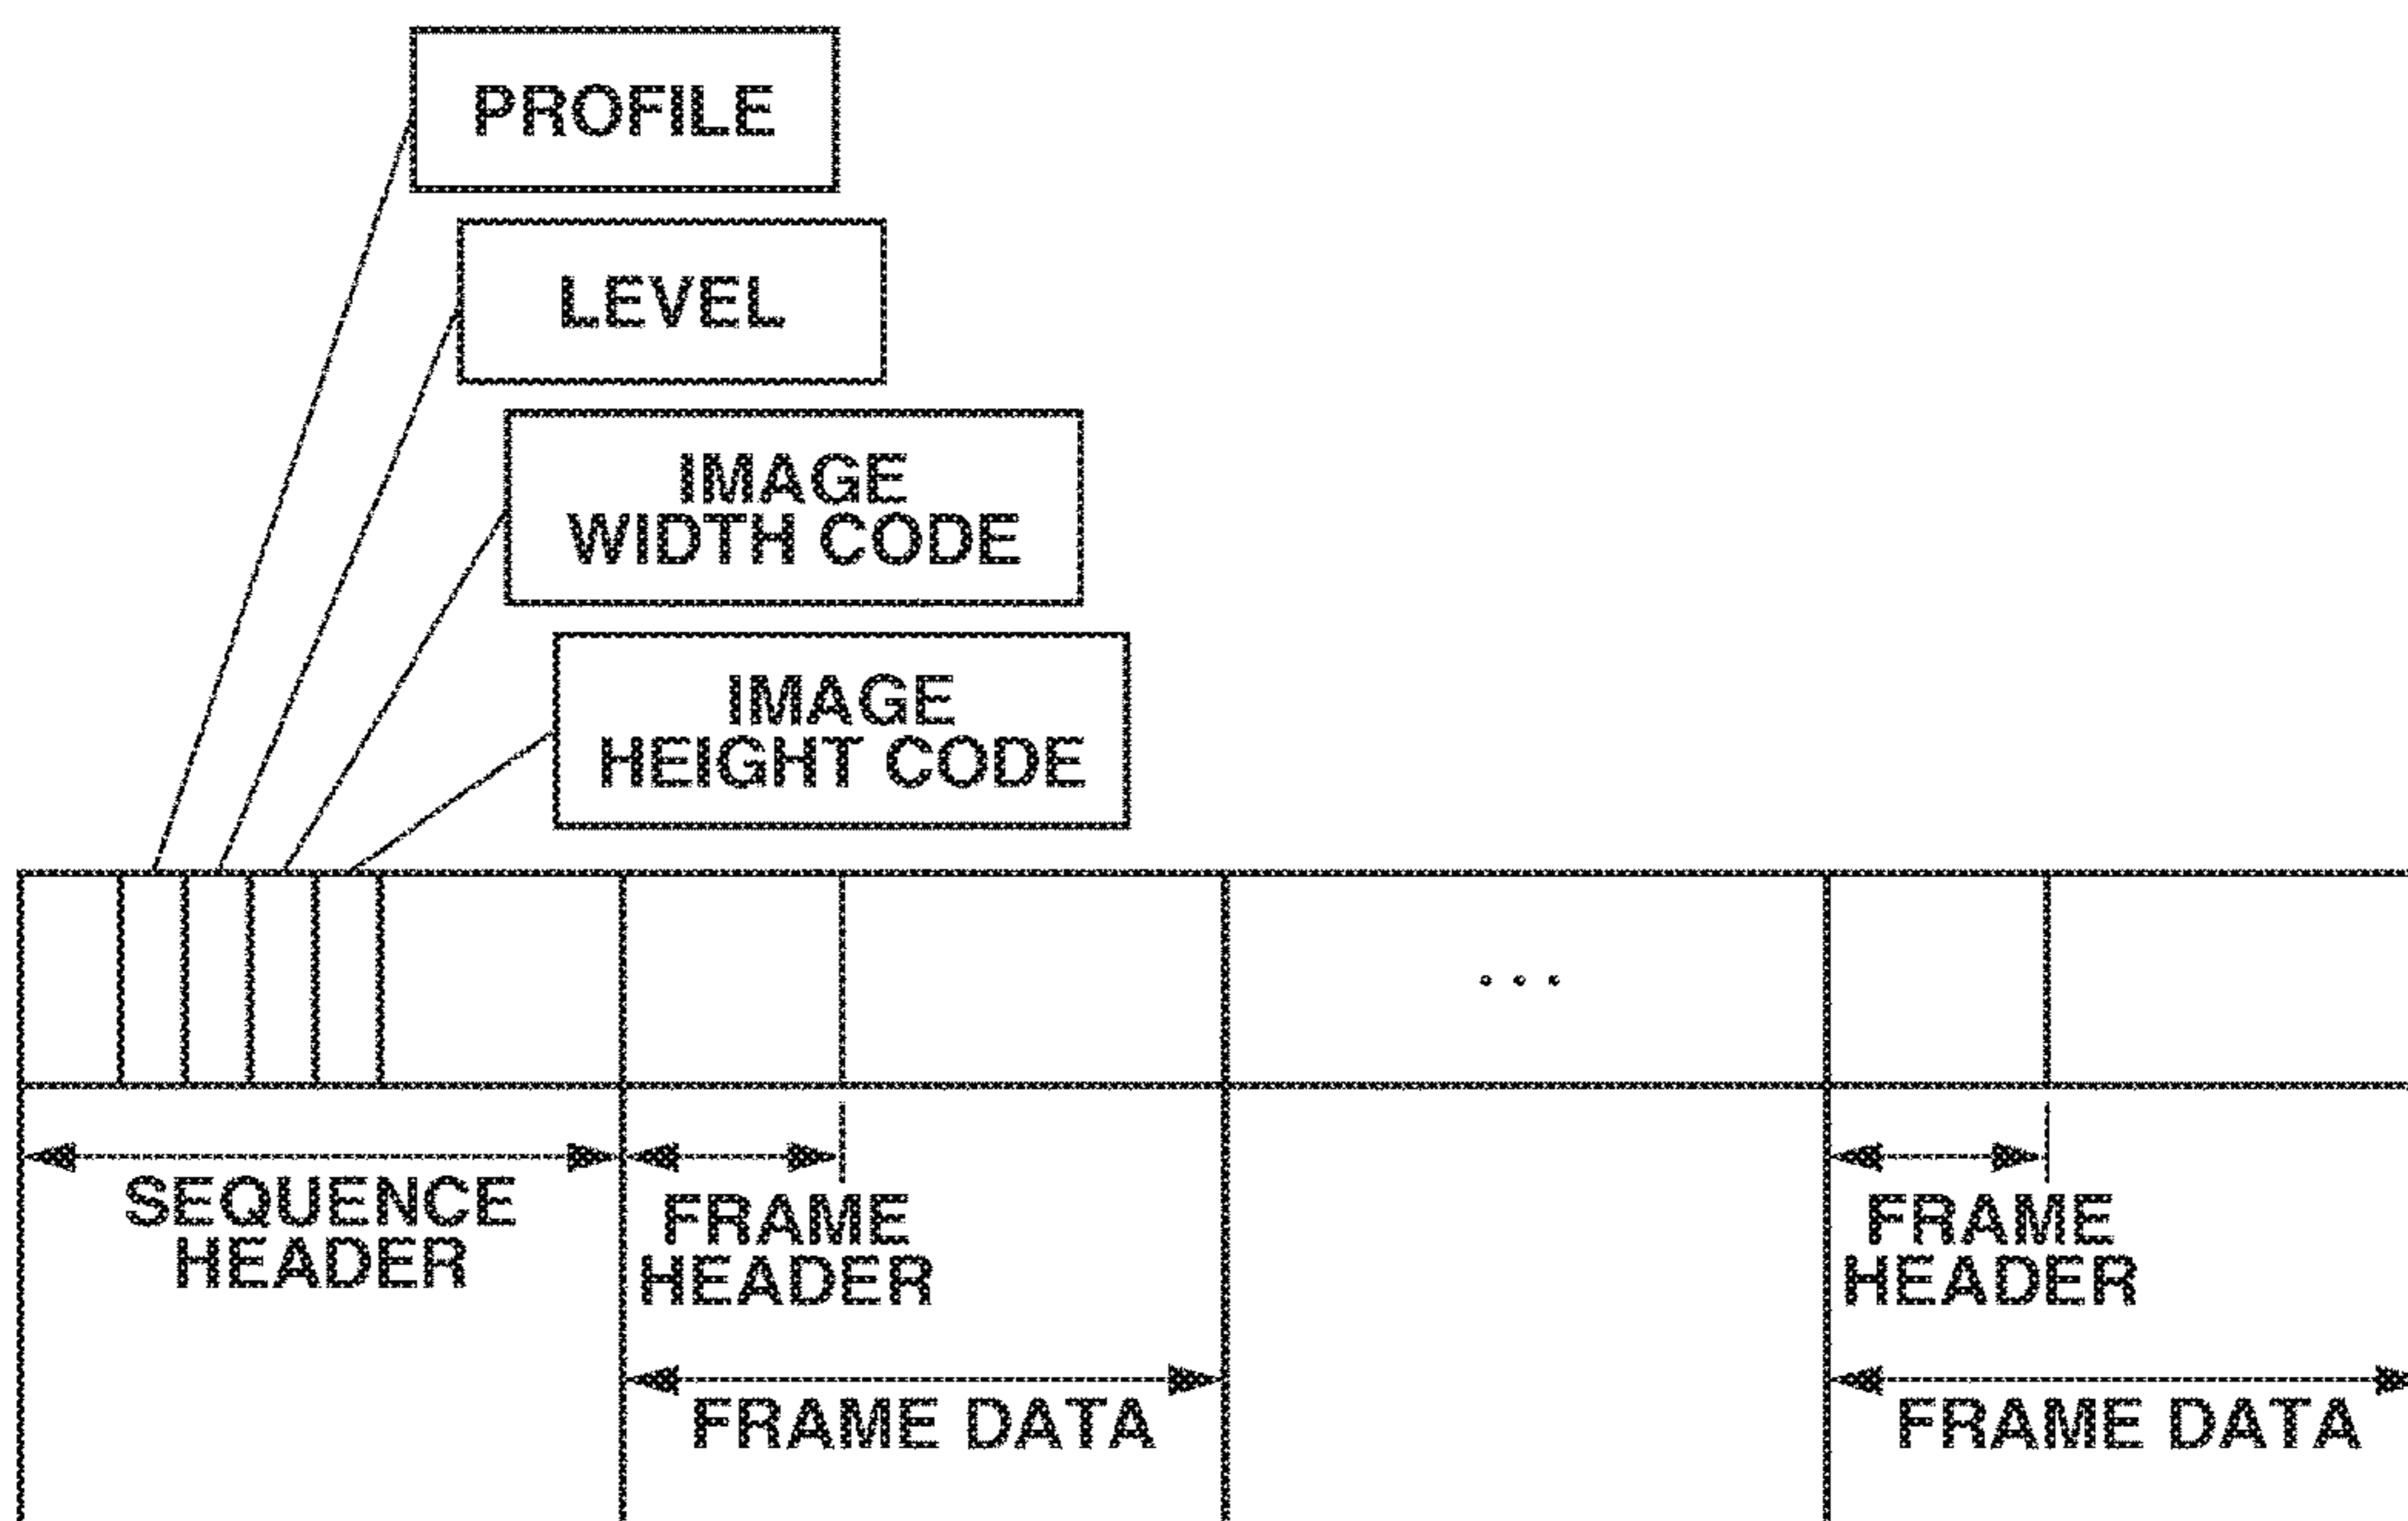 PROFILE
LEVEL
IMAGE
WIDTH CODE
IMAGE
HEIGHT CODE
...
SEQUENCE
HEADER
FRAME
HEADER
FRAME DATA
FRAME
HEADER
FRAME DATA